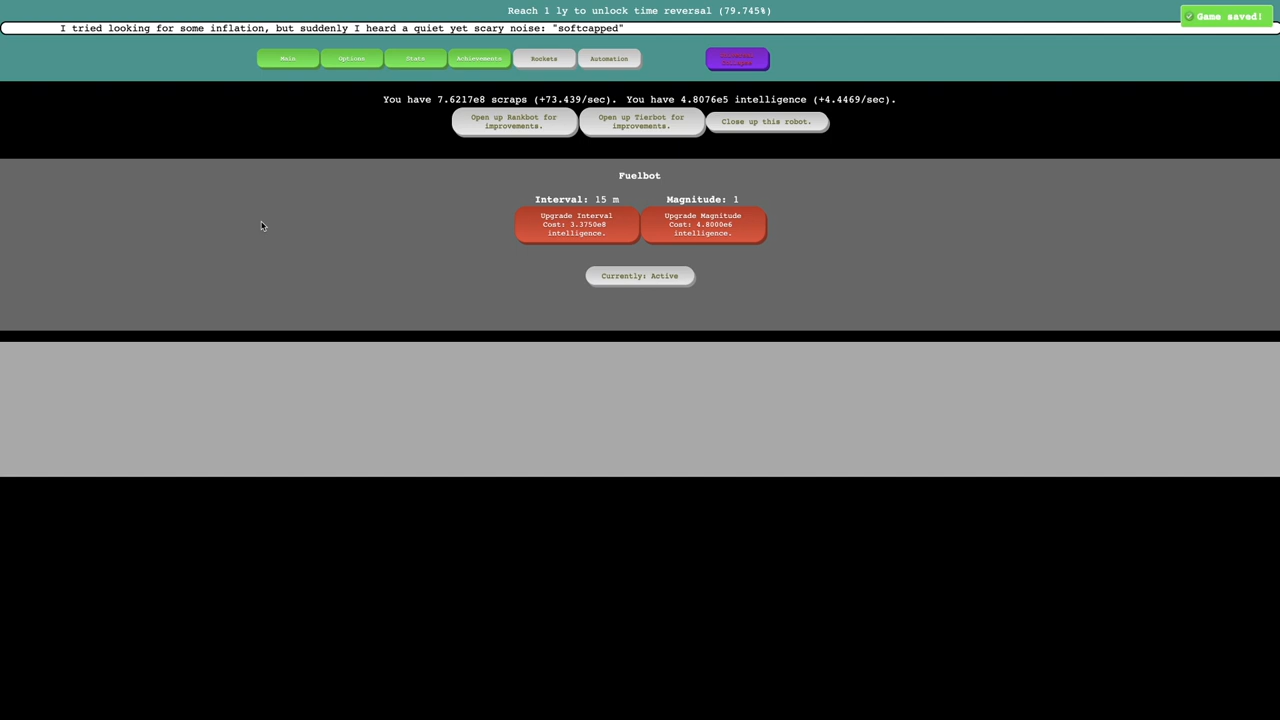 Reach 1 ly to unlock time reversal (79.745%)
Game saved!
I tried looking for some inflation, but suddenly I heard a quiet yet scary noise: "softcapped"
Main
Options
Stats
Achievements
Rockets
Automation
You have 7.6217e8 scraps (+73.439/sec). You have 4.8076e5 intelligence (+4.4469/sec).
Open up Rankbot for
improvements.
Open up Tierbot for
improvements.
Close up this robot.
Fuelbot
Interval: 15 m
Magnitude: 1
Upgrade Interval
Cost: 3.3750e8
intelligence.
Upgrade Magnitude
Cost: 4.8000e6
intelligence.
Currently: Active